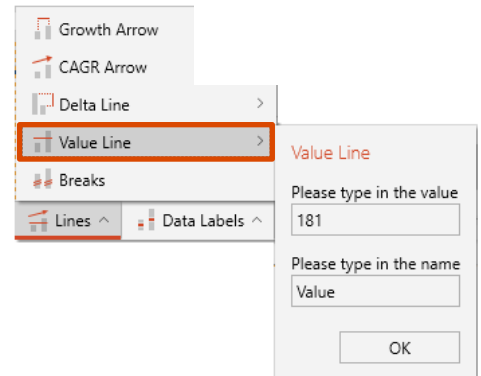 Growth Arrow
CAGR Arrow
Delta Line
Value Line
Breaks
Lines
Data Labels
Value Line
Please type in the value
181
Please type in the name
Value
OK